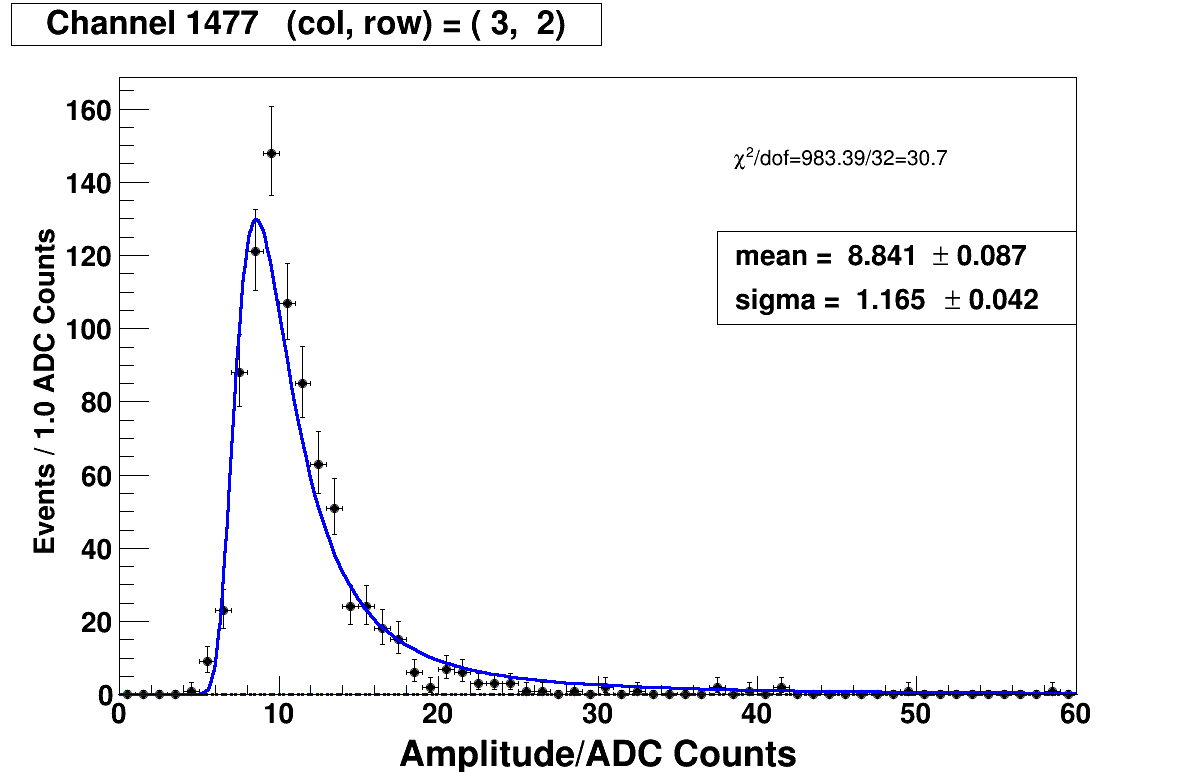 Channel 1477 (col, row) = ( 3, 2)
160
140
120
100
80
60
40
20
0
Events / 1.0 ADC Counts
χ²/dof=983.39/32=30.7
mean = 8.841 ± 0.087
sigma = 1.165 ± 0.042
0 10 20 30 40 50 60
Amplitude/ADC Counts